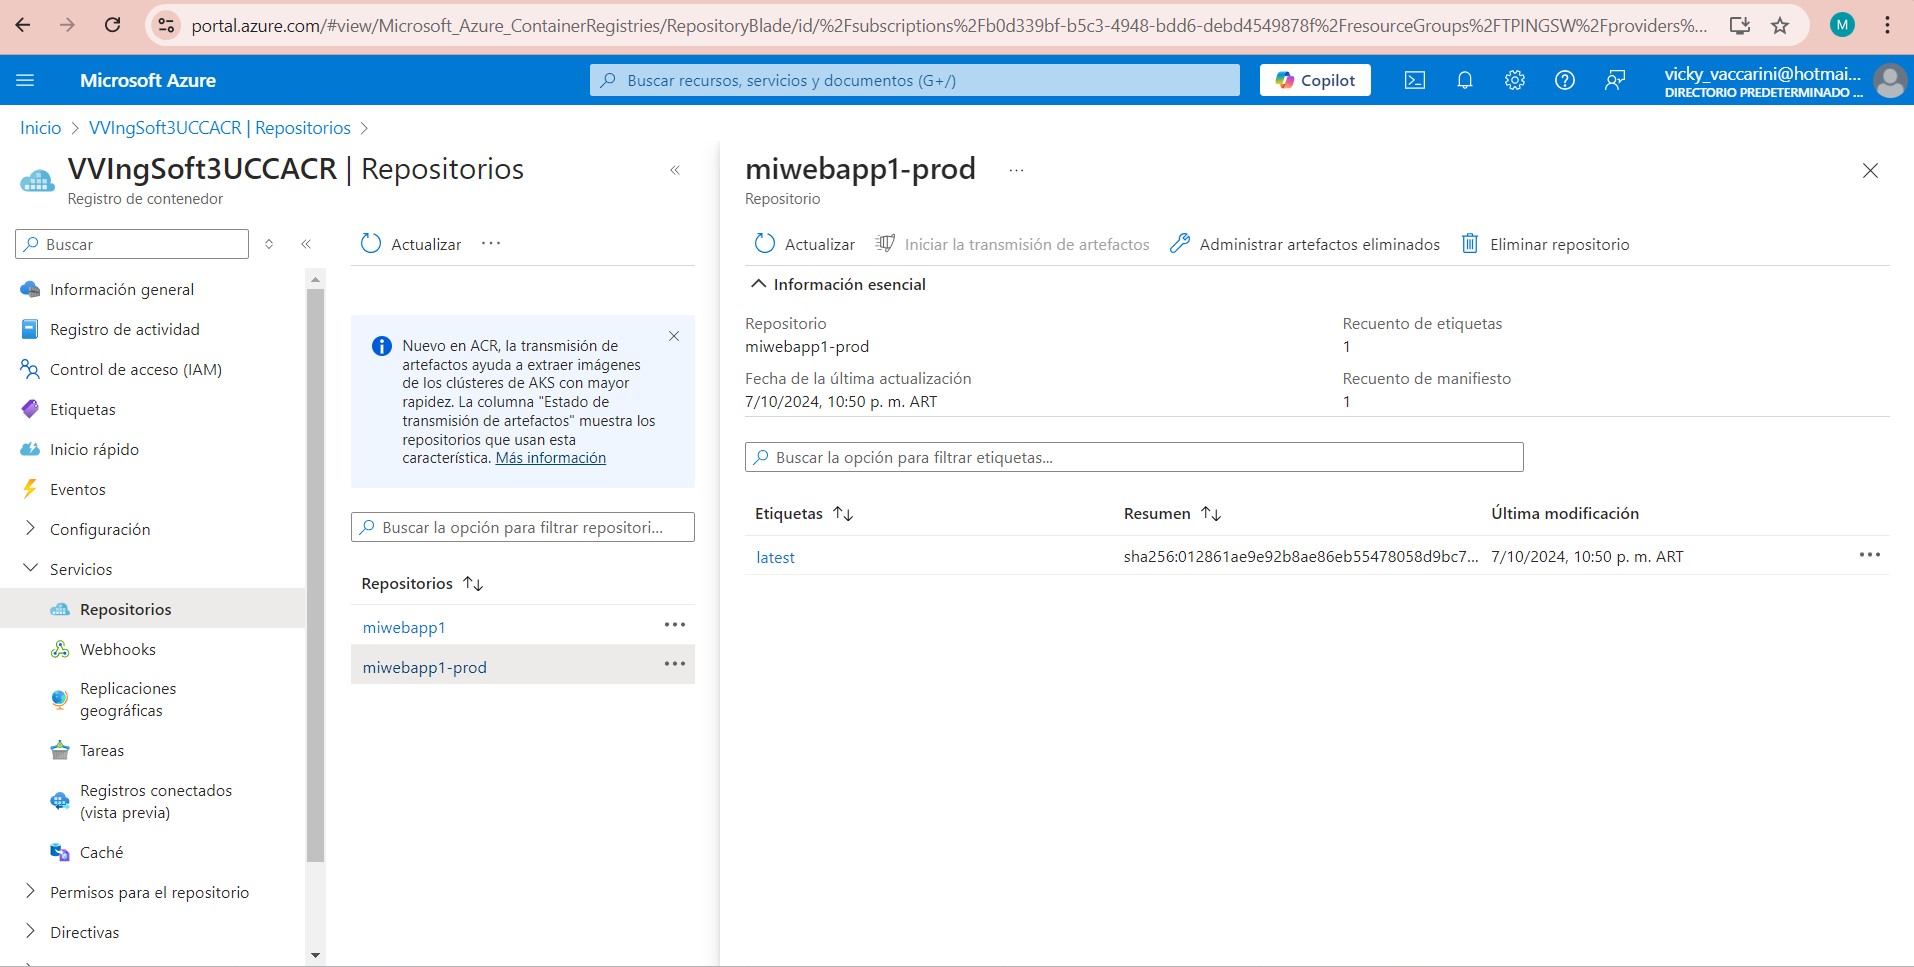 portal.azure.com/#view/Microsoft_Azure_ContainerRegistries/RepositoryBlade/id/%2Fsubscriptions%2Fb0d339bf-b5c3-4948-bdd6-debd4549878f%2FresourceGroups%2FTPINGSW%2Fproviders%...
M
Microsoft Azure
Buscar recursos, servicios y documentos (G+/)
Copilot
vicky_vaccarini@hotmai...
DIRECTORIO PREDETERMINADO ...
Inicio > VVIngSoft3UCCACR | Repositorios >
VVIngSoft3UCCACR | Repositorios
Registro de contenedor
Buscar
Información general
Registro de actividad
Control de acceso (IAM)
Etiquetas
Inicio rápido
Eventos
Configuración
Servicios
Repositorios
Webhooks
Replicaciones
geográficas
Tareas
Registros conectados
(vista previa)
Caché
Permisos para el repositorio
Directivas
Actualizar
Nuevo en ACR, la transmisión de
artefactos ayuda a extraer imágenes
de los clústeres de AKS con mayor
rapidez. La columna "Estado de
transmisión de artefactos" muestra los
repositorios que usan esta
característica. Más información
Buscar la opción para filtrar repositori...
Repositorios
miwebapp1
miwebapp1-prod
miwebapp1-prod
Repositorio
Actualizar
Iniciar la transmisión de artefactos
Administrar artefactos eliminados
Eliminar repositorio
Información esencial
Repositorio
miwebapp1-prod
Fecha de la última actualización
7/10/2024, 10:50 p. m. ART
Recuento de etiquetas
1
Recuento de manifiesto
1
Buscar la opción para filtrar etiquetas...
Etiquetas Resumen Última modificación
latest sha256:012861ae9e92b8ae86eb55478058d9bc7... 7/10/2024, 10:50 p. m. ART